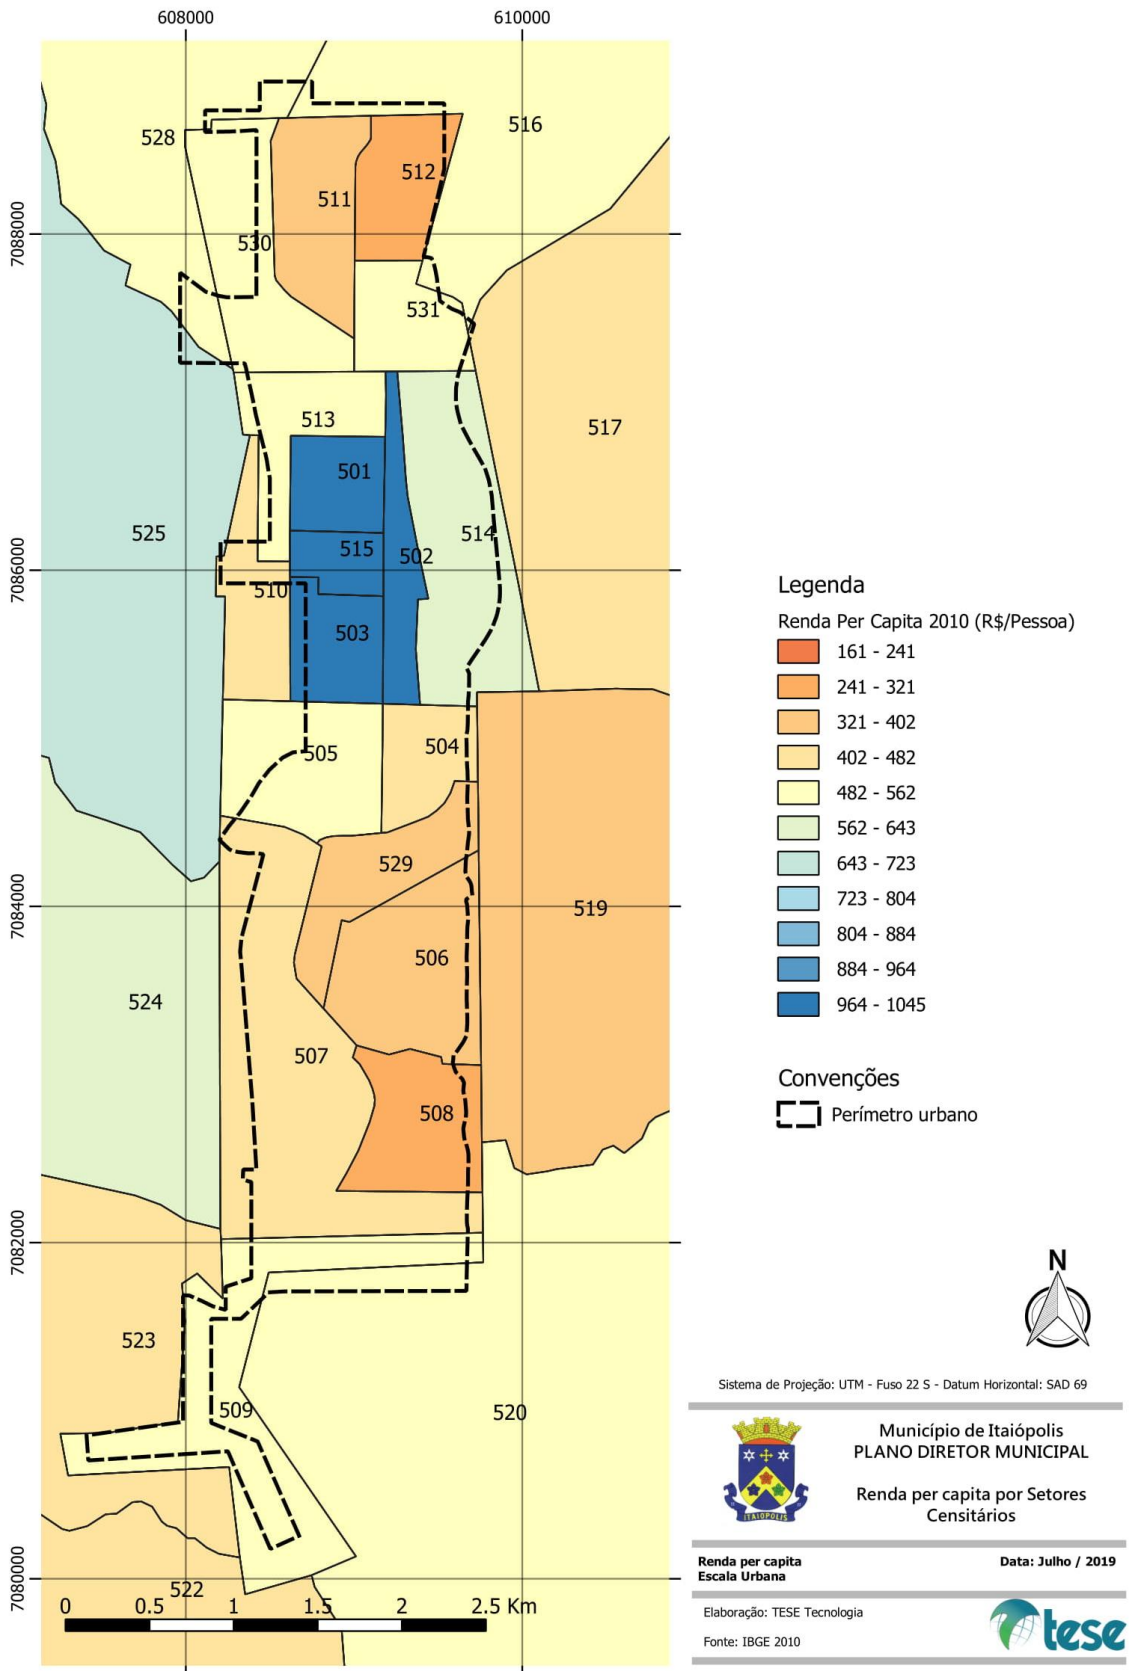 608000
610000
528
516
512
511
530
7088000
531
513
517
501
525
515
514
502
7086000
510
503
505
504
529
519
7084000
506
524
507
508
7082000
523
509
520
522
7080000
0 0.5 1 1.5 2 2.5 Km
Legenda
Renda Per Capita 2010 (R$/Pessoa)
161 - 241
241 - 321
321 - 402
402 - 482
482 - 562
562 - 643
643 - 723
723 - 804
804 - 884
884 - 964
964 - 1045
Convenções
Perímetro urbano
N
Sistema de Projeção: UTM - Fuso 22 S - Datum Horizontal: SAD 69
ITAIÓPOLIS
Município de Itaiópolis
PLANO DIRETOR MUNICIPAL
Renda per capita por Setores
Censitários
Renda per capita
Escala Urbana
Data: Julho / 2019
Elaboração: TESE Tecnologia
Fonte: IBGE 2010
tese